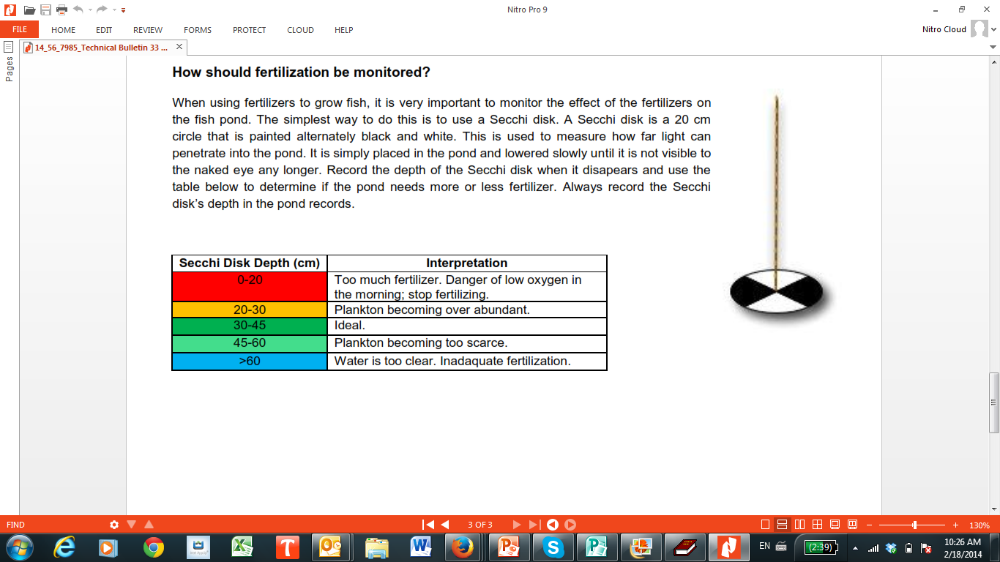 Nitro Pro 9
FILE
HOME
EDIT
REVIEW
FORMS
PROTECT
CLOUD
HELP
Nitro Cloud
14_56_7985_Technical Bulletin 33 ...
Pages
How should fertilization be monitored?
When using fertilizers to grow fish, it is very important to monitor the effect of the fertilizers on
the fish pond. The simplest way to do this is to use a Secchi disk. A Secchi disk is a 20 cm
circle that is painted alternately black and white. This is used to measure how far light can
penetrate into the pond. It is simply placed in the pond and lowered slowly until it is not visible to
the naked eye any longer. Record the depth of the Secchi disk when it disapears and use the
table below to determine if the pond needs more or less fertilizer. Always record the Secchi
disk's depth in the pond records.
Secchi Disk Depth (cm) Interpretation
0-20 Too much fertilizer. Danger of low oxygen in
the morning; stop fertilizing.
20-30 Plankton becoming over abundant.
30-45 Ideal.
45-60 Plankton becoming too scarce.
>60 Water is too clear. Inadaquate fertilization.
FIND
3 OF 3
130%
EN
(2:39)
10:26 AM
2/18/2014